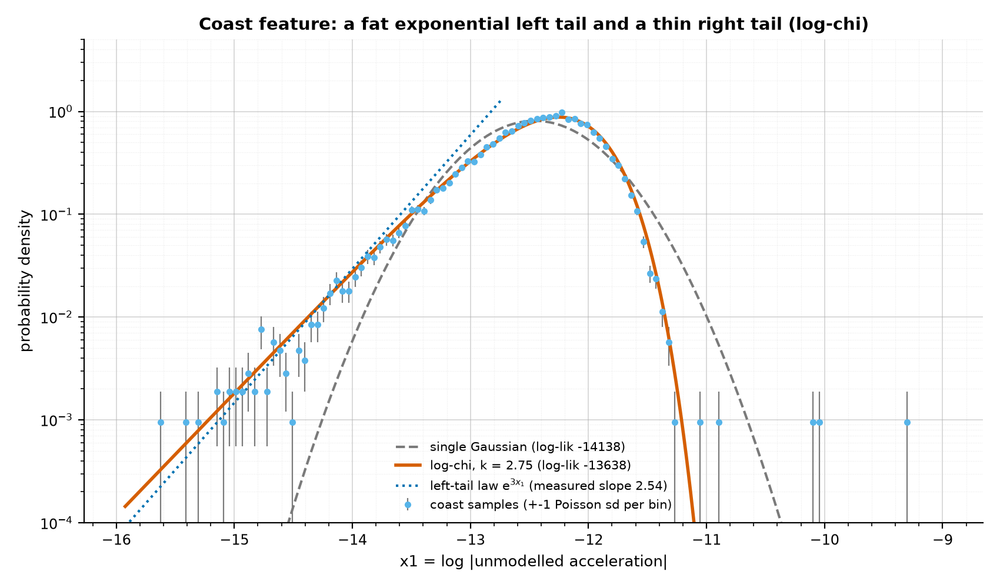 Coast feature: a fat exponential left tail and a thin right tail (log-chi)
probability density
10⁰
10⁻¹
10⁻²
10⁻³
10⁻⁴
single Gaussian (log-lik -14138)
log-chi, k = 2.75 (log-lik -13638)
left-tail law e^{3x₁} (measured slope 2.54)
coast samples (+-1 Poisson sd per bin)
−16 −15 −14 −13 −12 −11 −10 −9
x1 = log |unmodelled acceleration|